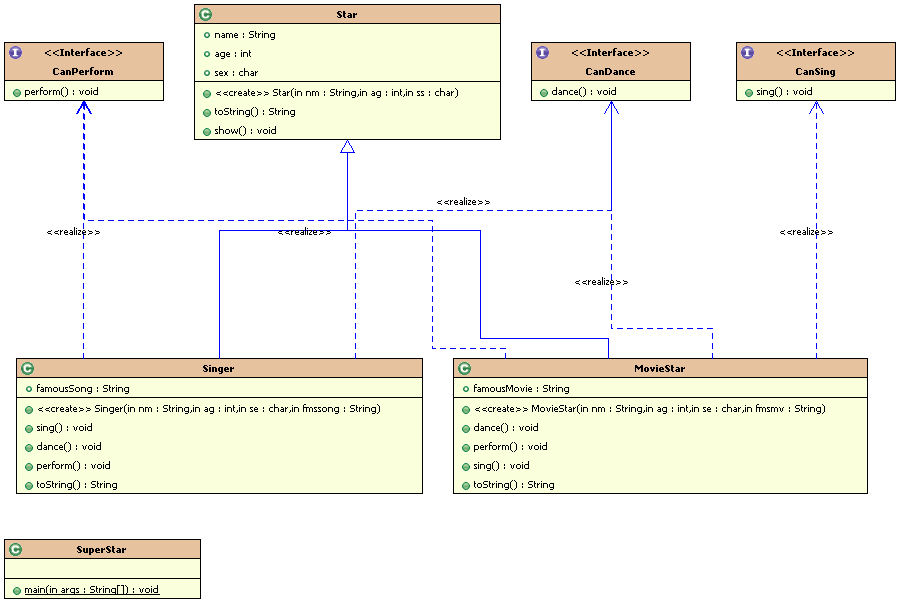 Star
name : String
age : int
sex : char
<<create>> Star(in nm : String,in ag : int,in ss : char)
toString() : String
show() : void
<<Interface>>
CanPerform
perform() : void
<<Interface>>
CanDance
dance() : void
<<Interface>>
CanSing
sing() : void
<<realize>>
<<realize>>
<<realize>>
<<realize>>
<<realize>>
Singer
famousSong : String
<<create>> Singer(in nm : String,in ag : int,in se : char,in fmssong : String)
sing() : void
dance() : void
perform() : void
toString() : String
MovieStar
famousMovie : String
<<create>> MovieStar(in nm : String,in ag : int,in se : char,in fmsmv : String)
dance() : void
perform() : void
sing() : void
toString() : String
SuperStar
main(in args : String[]) : void